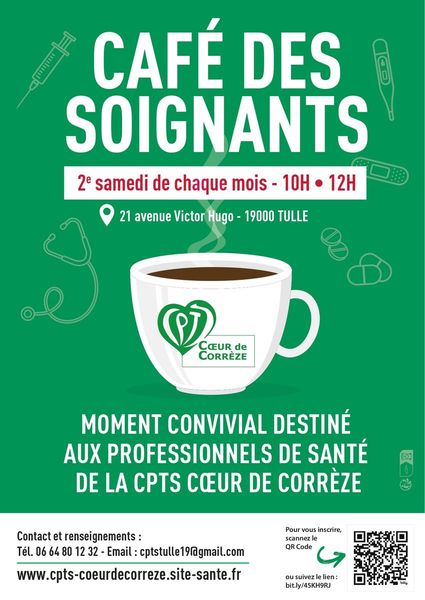 CAFÉ DES
SOIGNANTS
2e samedi de chaque mois - 10H • 12H
21 avenue Victor Hugo - 19000 TULLE
CPT
CŒUR de
CORRÈZE
MOMENT CONVIVIAL DESTINÉ
AUX PROFESSIONNELS DE SANTÉ
DE LA CPTS CŒUR DE CORRÈZE
Contact et renseignements :
Tél. 06 64 80 12 32 - Email : cptstulle19@gmail.com
www.cpts-coeurdecorreze.site-sante.fr
Pour vous inscrire,
scannez le
QR Code
ou suivez le lien :
bit.ly/45KH9RJ